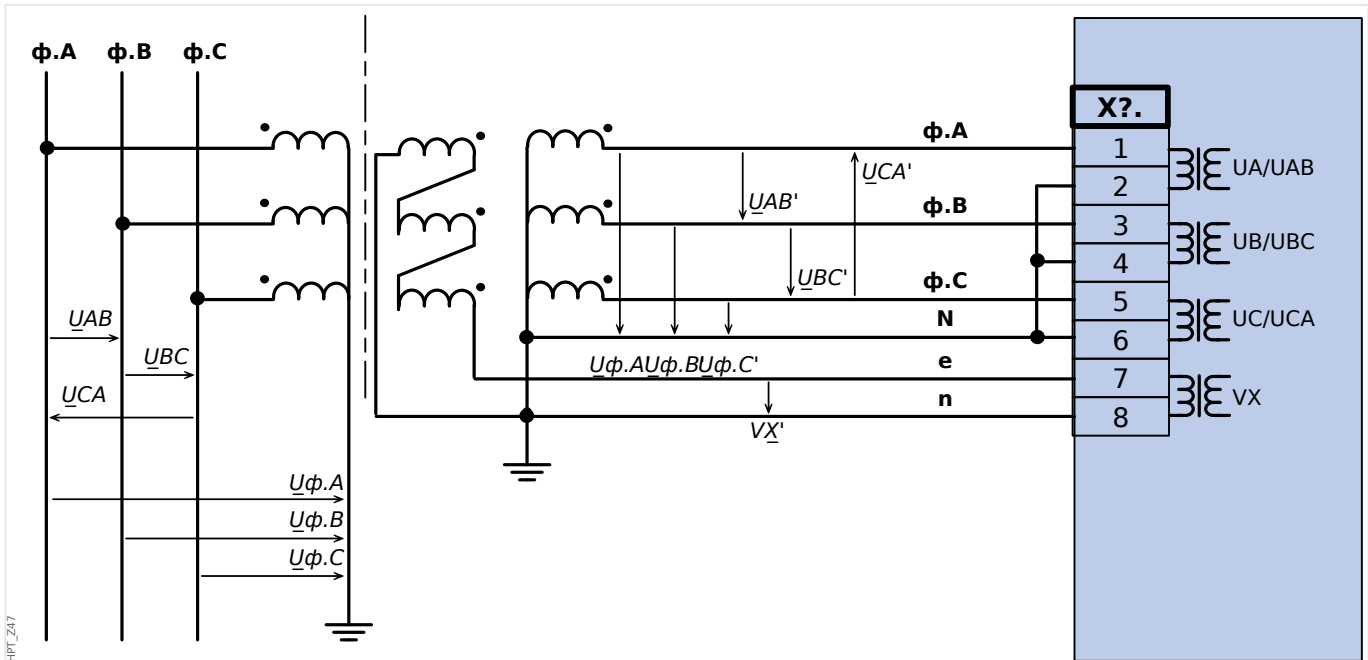 ф.A ф.B ф.C
X?.
ф.A
1
UA/UAB
UCA'
2
UAB'
ф.B
3
UB/UBC
4
UBC'
ф.C
5
UC/UCA
UAB
N
6
UBC
Uф.AUф.BUф.C'
e
7
UCA
n
VX
8
VX'
Uф.A
Uф.B
Uф.C
HPT_Z47